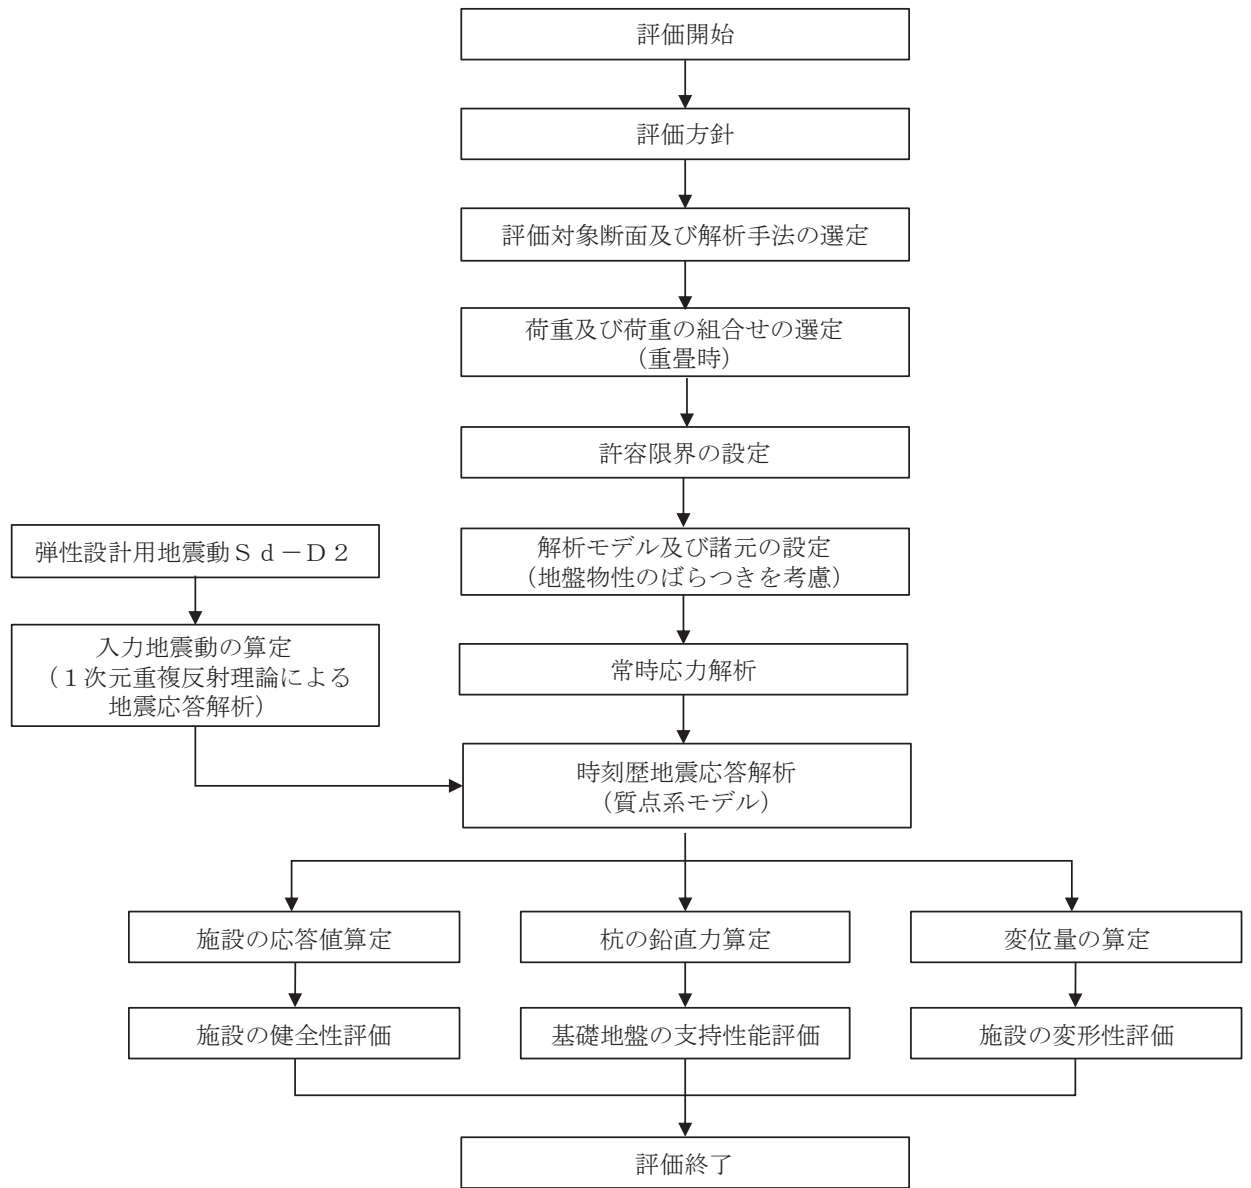 評価開始
評価方針
評価対象断面及び解析手法の選定
荷重及び荷重の組合せの選定
（重畳時）
許容限界の設定
弾性設計用地震動Ｓｄ－Ｄ２
解析モデル及び諸元の設定
（地盤物性のばらつきを考慮）
入力地震動の算定
（１次元重複反射理論による
地震応答解析）
常時応力解析
時刻歴地震応答解析
（質点系モデル）
施設の応答値算定
杭の鉛直力算定
変位量の算定
施設の健全性評価
基礎地盤の支持性能評価
施設の変形性評価
評価終了